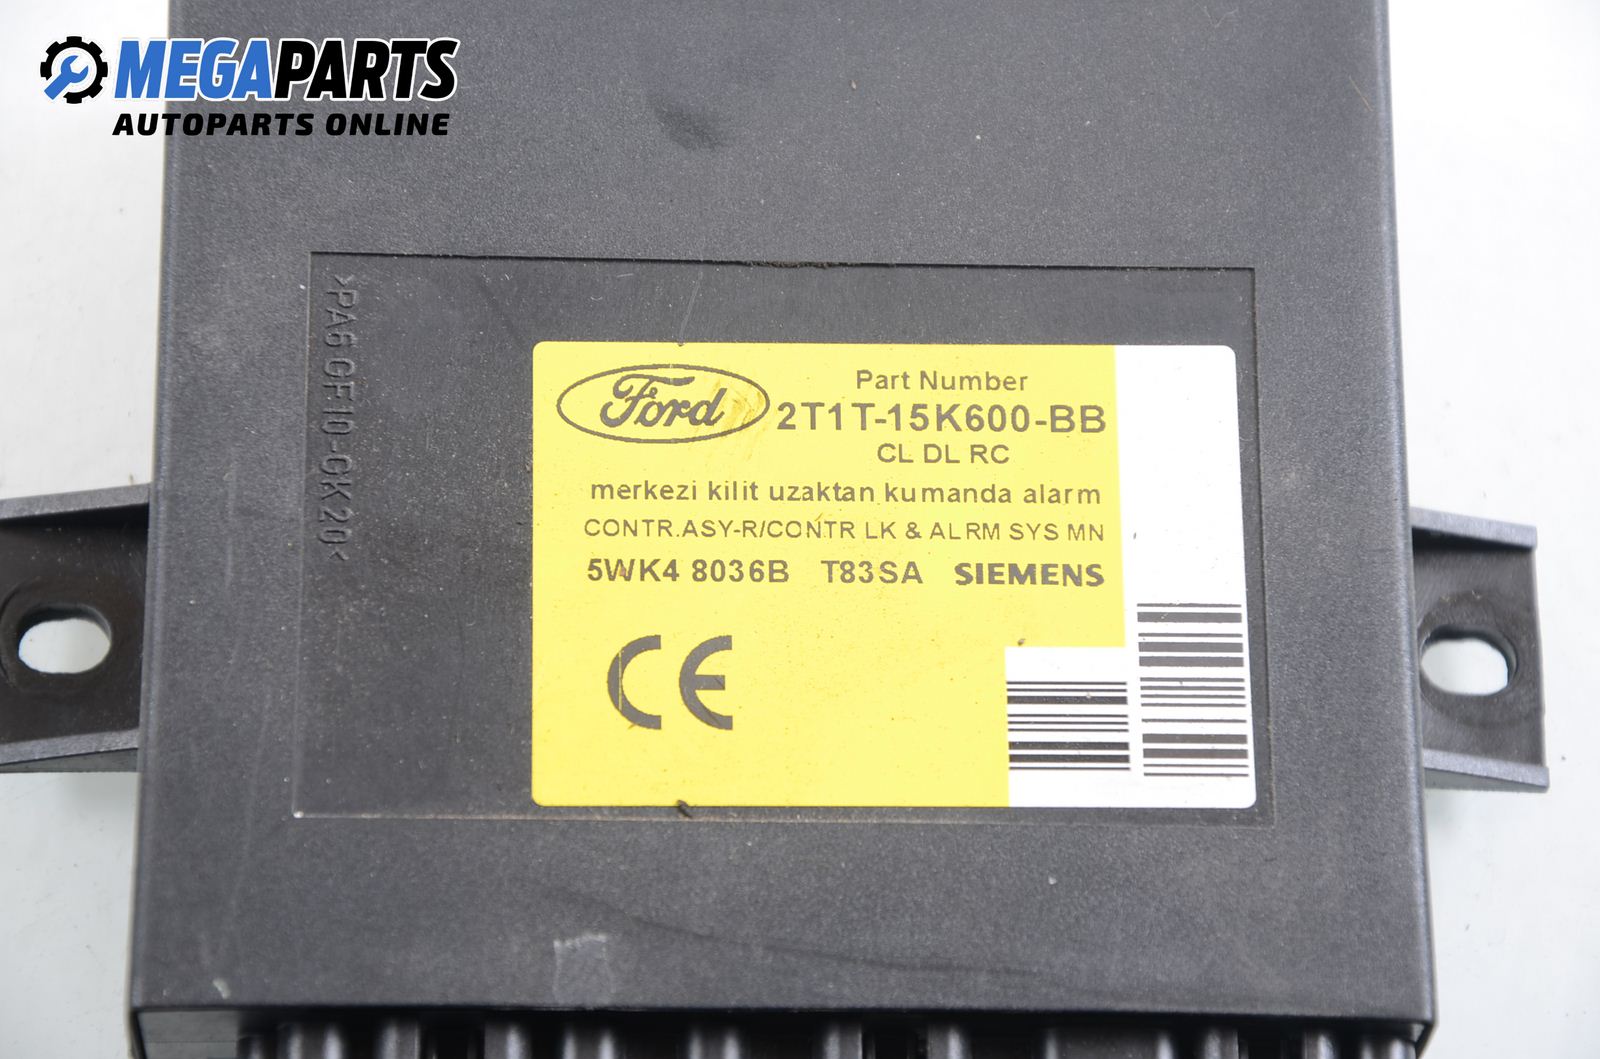 MEGAPARTS
AUTOPARTS ONLINE
>PA6 GF10-GK20<
Ford
Part Number
2T1T-15K600-BB
CL DL RC
merkezi kilit uzaktan kumanda alarm
CONTR.ASY-R/CONTR LK & ALRM SYS MN
5WK4 8036B T83SA SIEMENS
CE